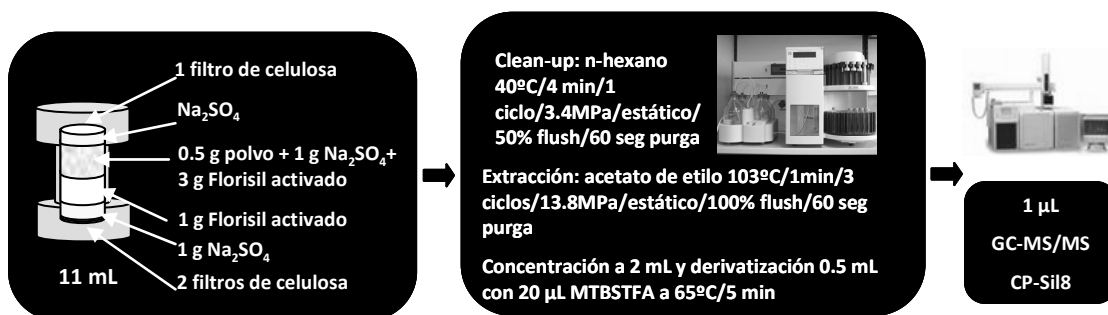 1 filtro de celulosa
Na₂SO₄
0.5 g polvo + 1 g Na₂SO₄+
3 g Florisil activado
1 g Florisil activado
1 g Na₂SO₄
2 filtros de celulosa
11 mL
Clean-up: n-hexano
40ºC/4 min/1
ciclo/3.4MPa/estático/
50% flush/60 seg
purga
Extracción: acetato de etilo 103ºC/1min/3
ciclos/13.8MPa/estático/100% flush/60 seg
purga
Concentración a 2 mL y derivatización 0.5 mL
con 20 µL MTBSTFA a 65ºC/5 min
1 µL
GC-MS/MS
CP-Sil8